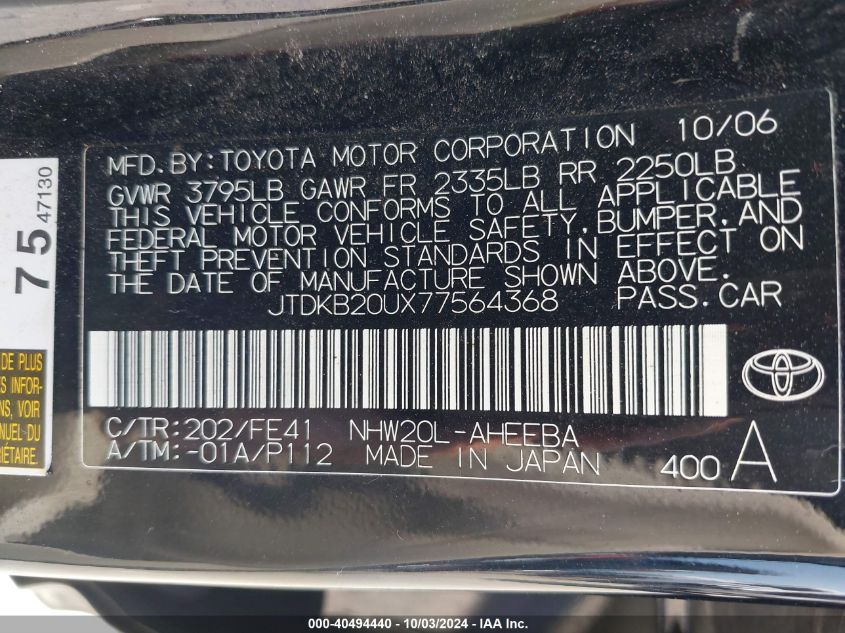 MFD. BY: TOYOTA MOTOR CORPORATION 10/06
GVWR 3795LB GAWR FR 2335LB RR 2250LB
THIS VEHICLE CONFORMS TO ALL APPLICABLE
FEDERAL MOTOR VEHICLE SAFETY, BUMPER, AND
THEFT PREVENTION STANDARDS IN EFFECT ON
THE DATE OF MANUFACTURE SHOWN ABOVE.
JTDKB20UX77564368 PASS. CAR
C/TR: 202/FE41 NHW20L-AHEEBA
A/TM: -01A/P112 MADE IN JAPAN 400 A
75
47130
DE PLUS
INFOR-
S, VOIR
NUEL DU
IÉTAIRE.
000-40494440 - 10/03/2024 - IAA Inc.